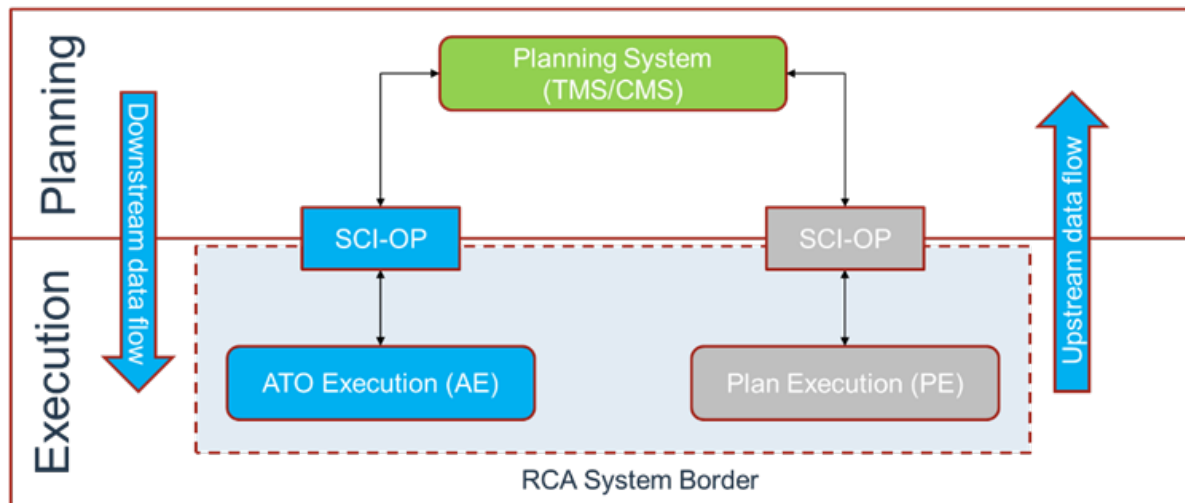 Planning
Planning System
(TMS/CMS)
Downstream data flow
Upstream data flow
SCI-OP
SCI-OP
Execution
ATO Execution (AE)
Plan Execution (PE)
RCA System Border